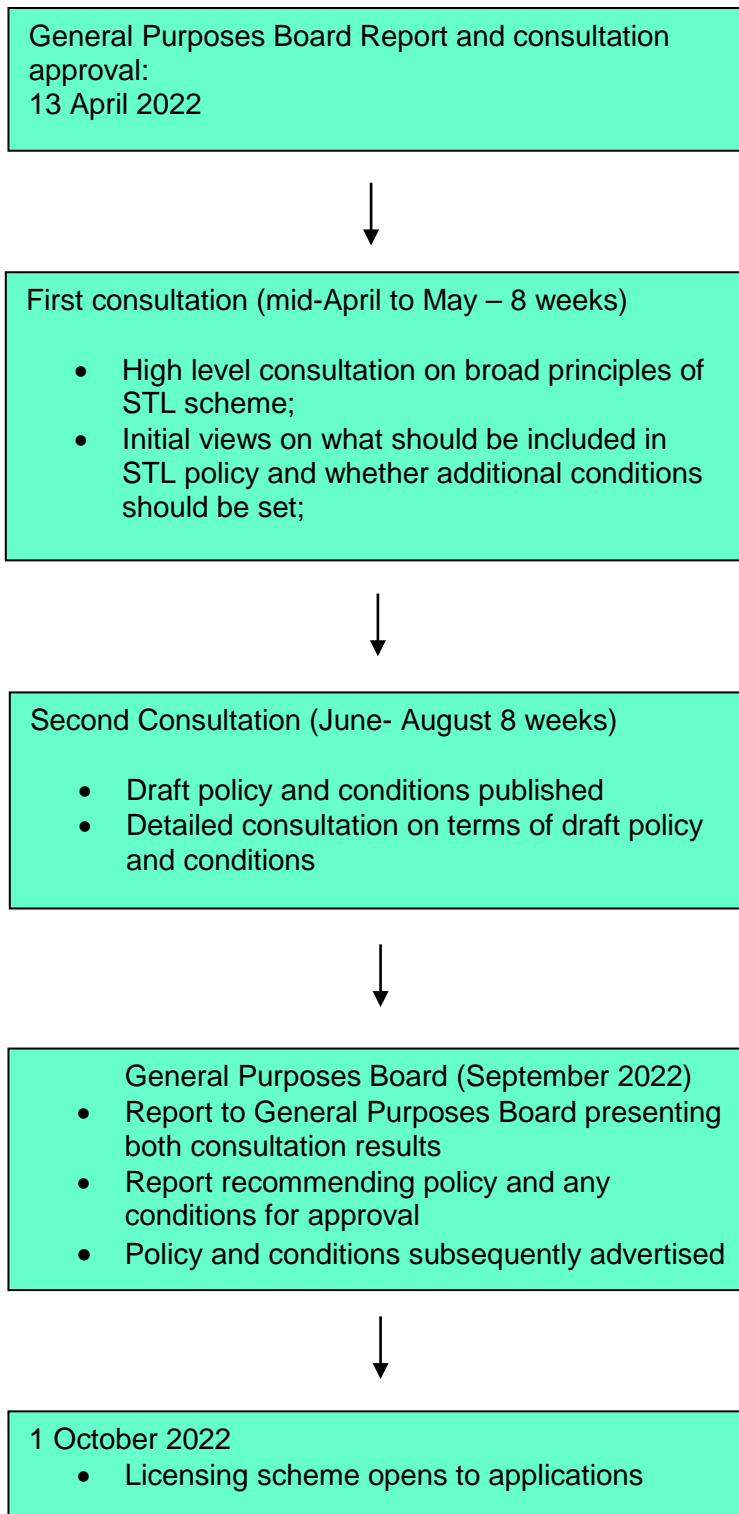 General Purposes Board Report and consultation
approval:
13 April 2022
First consultation (mid-April to May – 8 weeks)
• High level consultation on broad principles of
STL scheme;
• Initial views on what should be included in
STL policy and whether additional conditions
should be set;
Second Consultation (June- August 8 weeks)
• Draft policy and conditions published
• Detailed consultation on terms of draft policy
and conditions
General Purposes Board (September 2022)
• Report to General Purposes Board presenting
both consultation results
• Report recommending policy and any
conditions for approval
• Policy and conditions subsequently advertised
1 October 2022
• Licensing scheme opens to applications